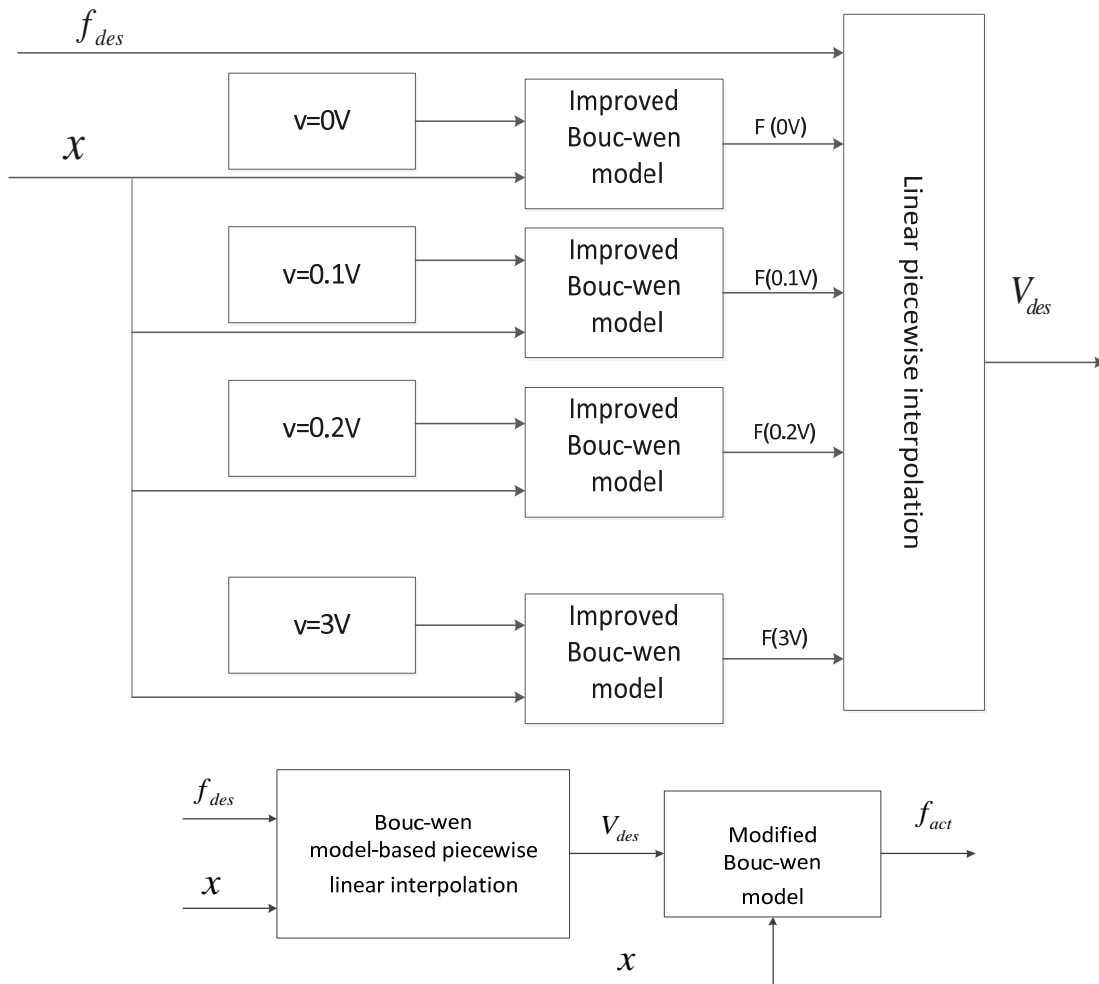 f_des
x
v=0V
Improved
Bouc-wen
model
F (0V)
v=0.1V
Improved
Bouc-wen
model
F(0.1V)
v=0.2V
Improved
Bouc-wen
model
F(0.2V)
v=3V
Improved
Bouc-wen
model
F(3V)
Linear piecewise interpolation
V_des
f_des
x
Bouc-wen
model-based piecewise
linear interpolation
V_des
Modified
Bouc-wen
model
x
f_act